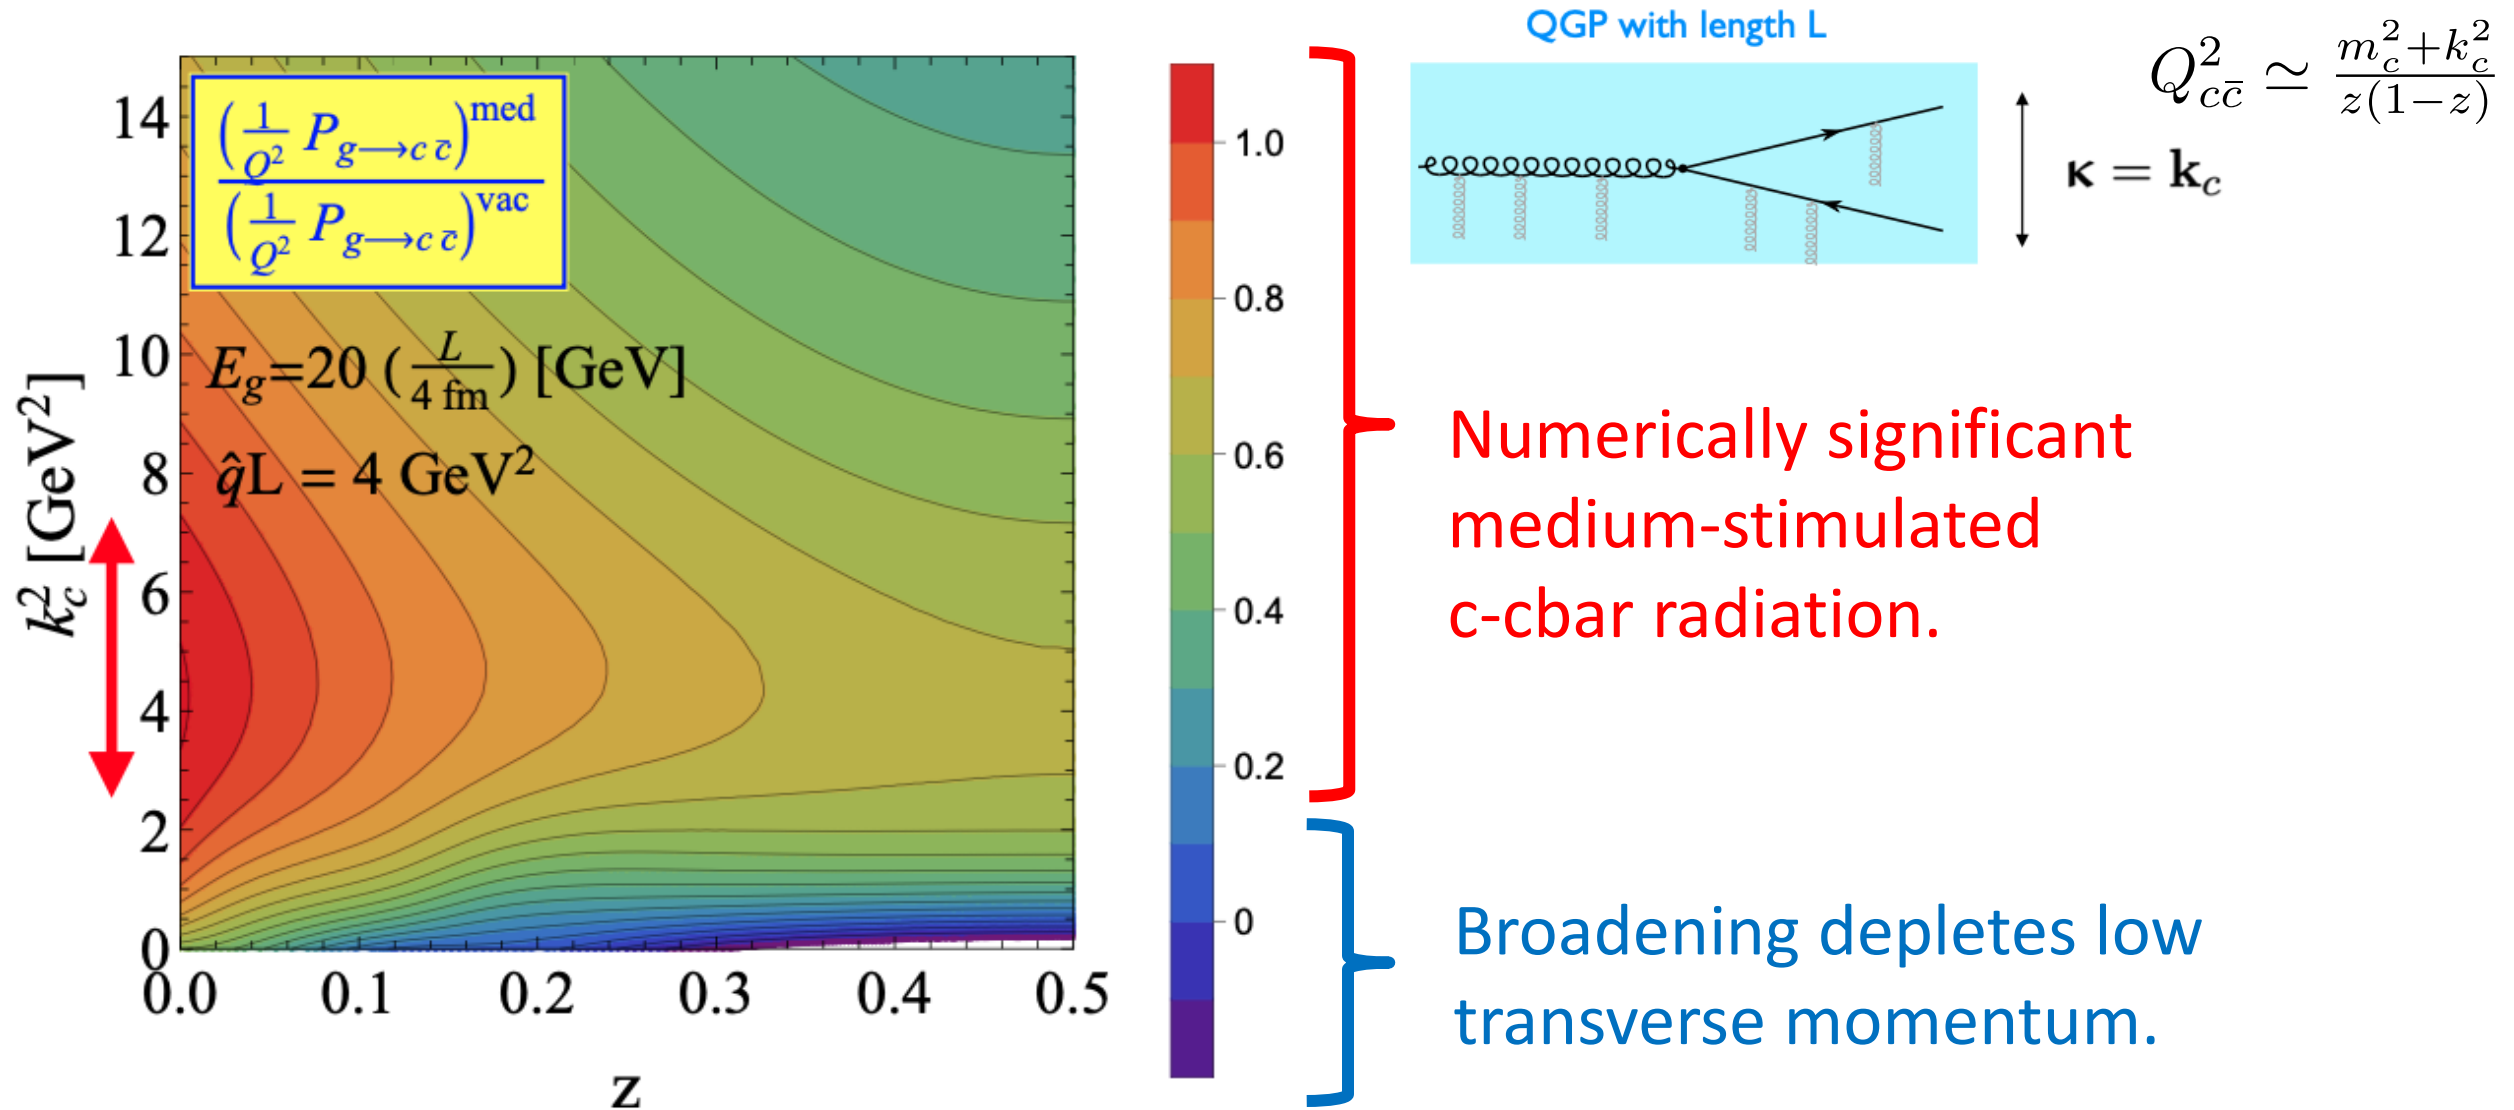 QGP with length L
Q²_{cc̄} ≃ (m_c²+k_c²)/(z(1−z))
κ = k_c
(1/Q² P_{g⟶c c̄})^{med}
(1/Q² P_{g⟶c c̄})^{vac}
E_g=20 (L/4 fm) [GeV]
q̂L = 4 GeV²
k_c² [GeV²]
14
12
10
8
6
4
2
0
0.0 0.1 0.2 0.3 0.4 0.5
z
1.0
0.8
0.6
0.4
0.2
0
Numerically significant
medium-stimulated
c-cbar radiation.
Broadening depletes low
transverse momentum.